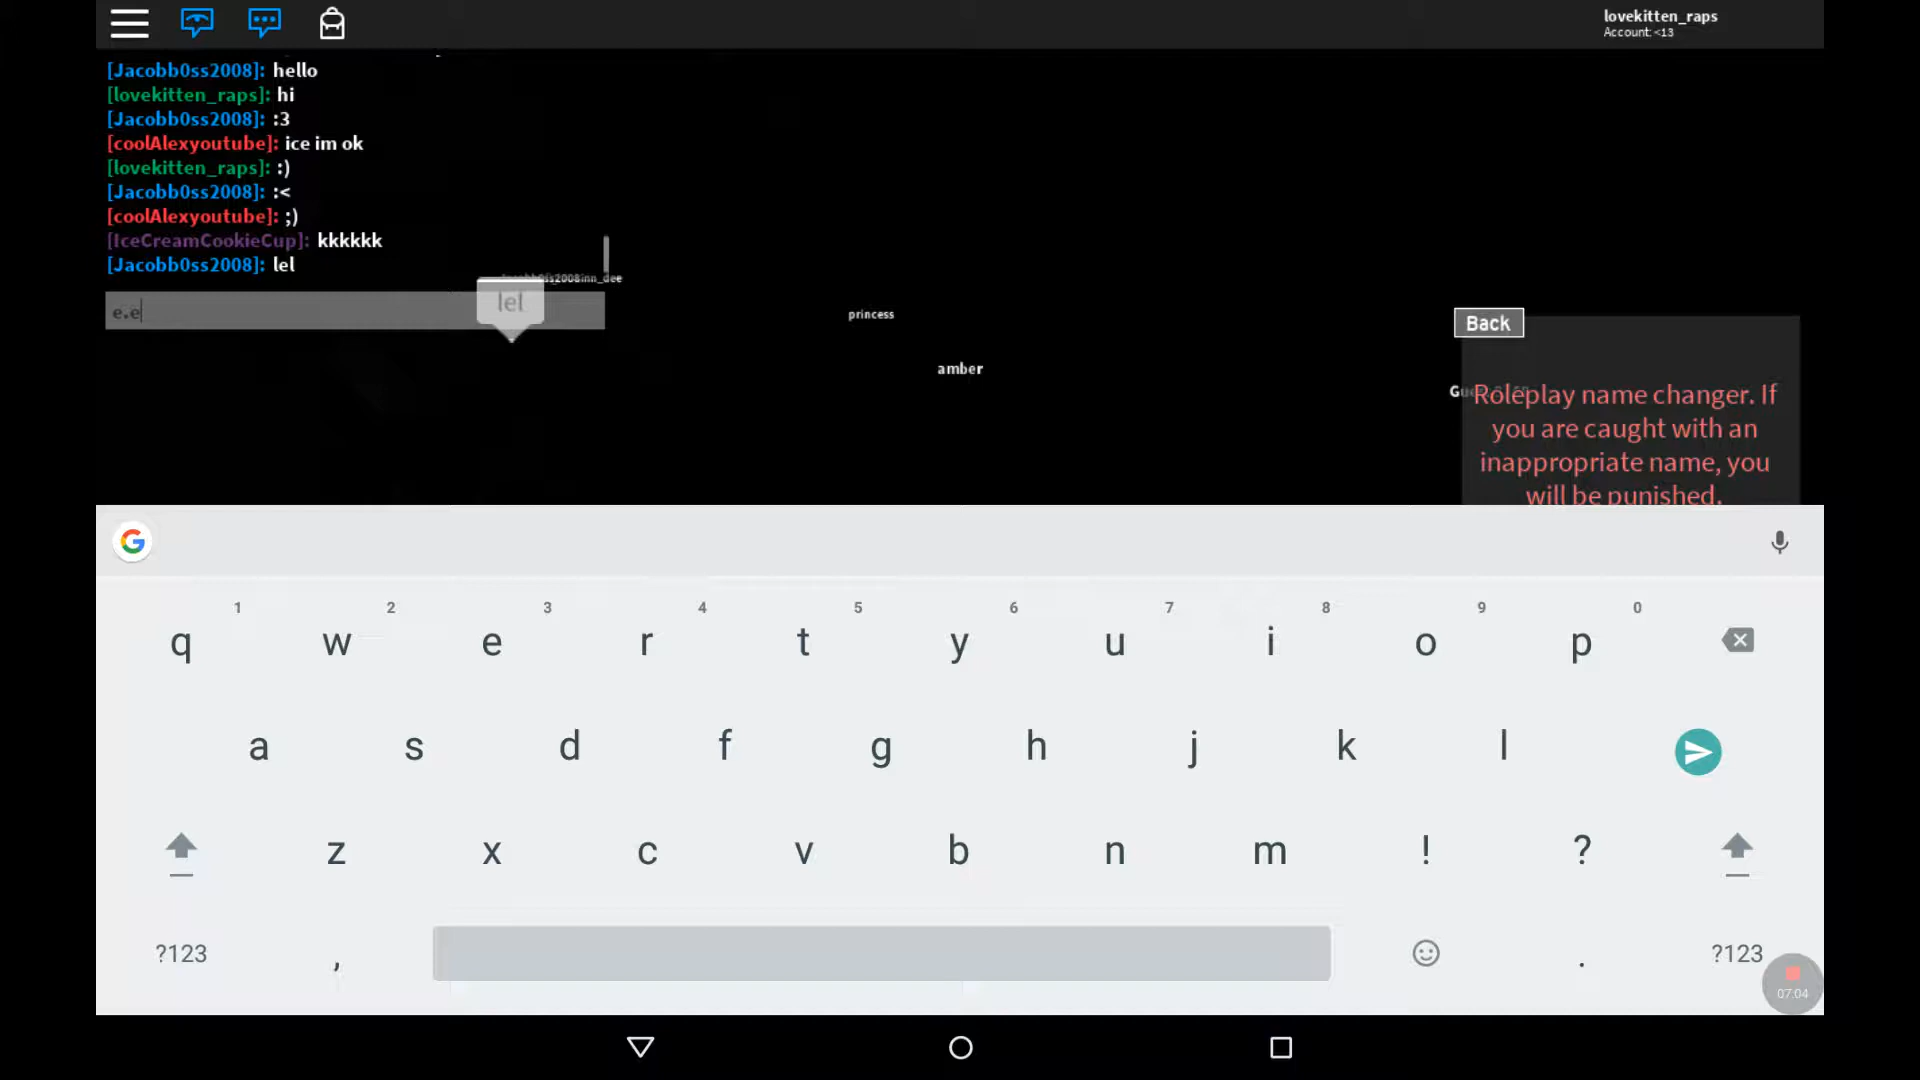 lovekitten_raps
Account: <13
[Jacobb0ss2008]: hello
[lovekitten_raps]: hi
[Jacobb0ss2008]: :3
[coolAlexyoutube]: ice im ok
[lovekitten_raps]: :)
[Jacobb0ss2008]: :<
[coolAlexyoutube]: ;)
[IceCreamCookieCup]: kkkkkk
[Jacobb0ss2008]: lel
e.e
lel
princess
amber
Back
Roleplay name changer. If
you are caught with an
inappropriate name, you
will be punished.
G
1 2 3 4 5 6 7 8 9 0
q w e r t y u i o p
a s d f g h j k l
z x c v b n m ! ?
?123 , . ?123
07:04